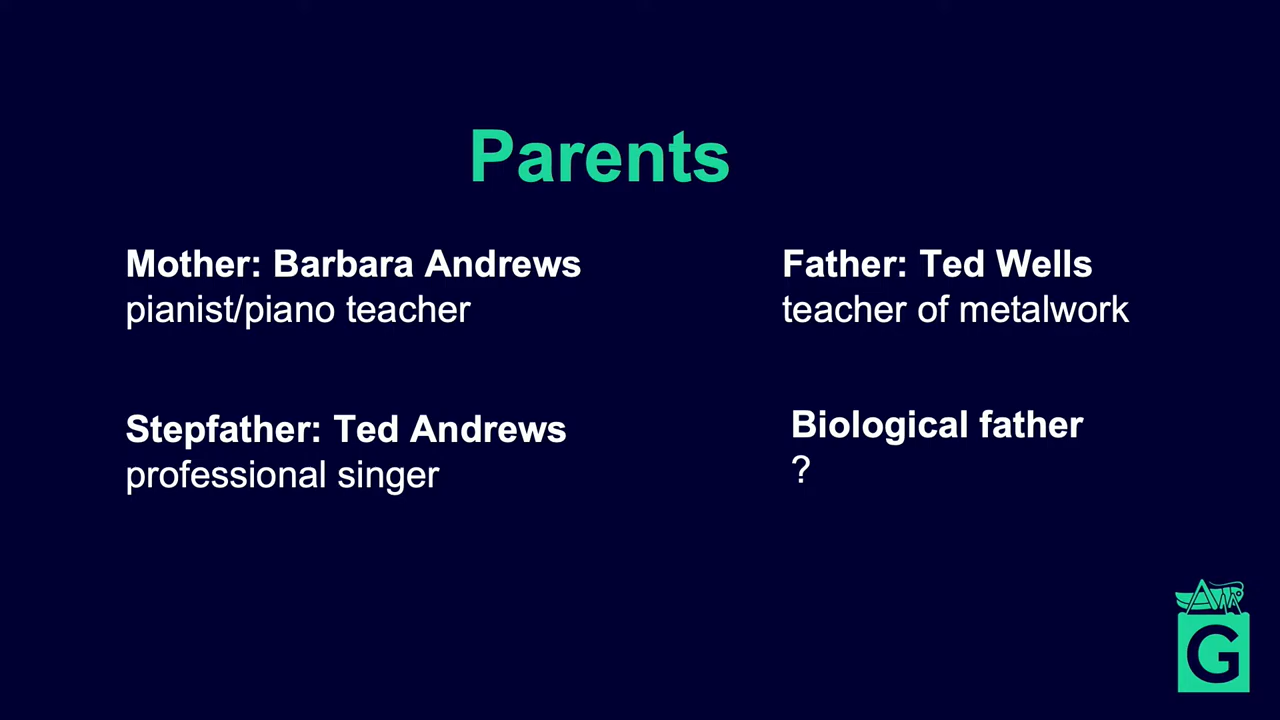 Parents
Mother: Barbara Andrews
pianist/piano teacher
Father: Ted Wells
teacher of metalwork
Stepfather: Ted Andrews
professional singer
Biological father
?
G